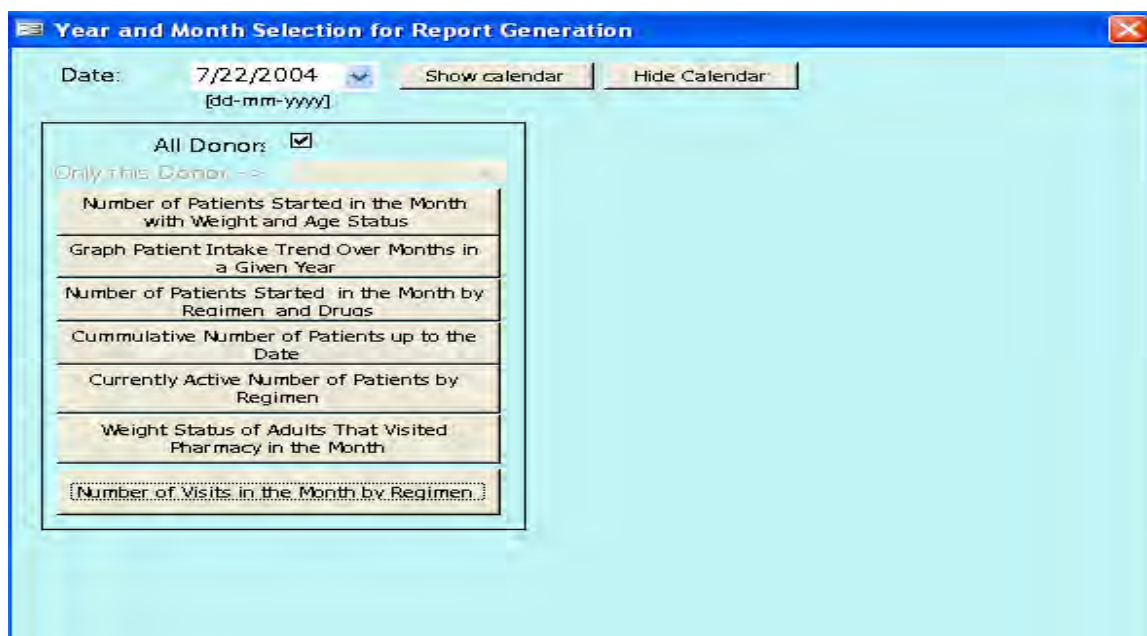 Year and Month Selection for Report Generation
Date: 7/22/2004 Show calendar Hide Calendar
[dd-mm-yyyy]
All Donor:
Only this Donor ->
Number of Patients Started in the Month
with Weight and Age Status
Graph Patient Intake Trend Over Months in
a Given Year
Number of Patients Started in the Month by
Regimen and Drugs
Cummulative Number of Patients up to the
Date
Currently Active Number of Patients by
Regimen
Weight Status of Adults That Visited
Pharmacy in the Month
Number of Visits in the Month by Regimen